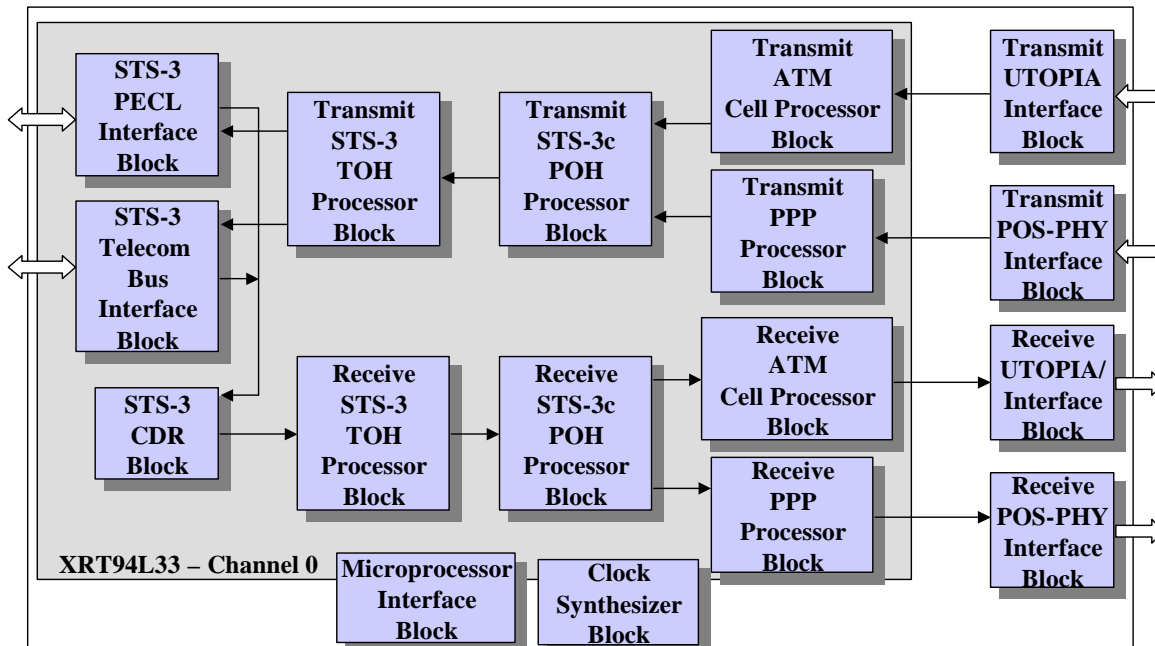 STS-3
PECL
Interface
Block
Transmit
STS-3
TOH
Processor
Block
Transmit
STS-3c
POH
Processor
Block
Transmit
ATM
Cell Processor
Block
Transmit
UTOPIA
Interface
Block
STS-3
Telecom
Bus
Interface
Block
Transmit
PPP
Processor
Block
Transmit
POS-PHY
Interface
Block
STS-3
CDR
Block
Receive
STS-3
TOH
Processor
Block
Receive
STS-3c
POH
Processor
Block
Receive
ATM
Cell Processor
Block
Receive
UTOPIA/
Interface
Block
Receive
PPP
Processor
Block
Receive
POS-PHY
Interface
Block
XRT94L33 – Channel 0
Microprocessor
Interface
Block
Clock
Synthesizer
Block